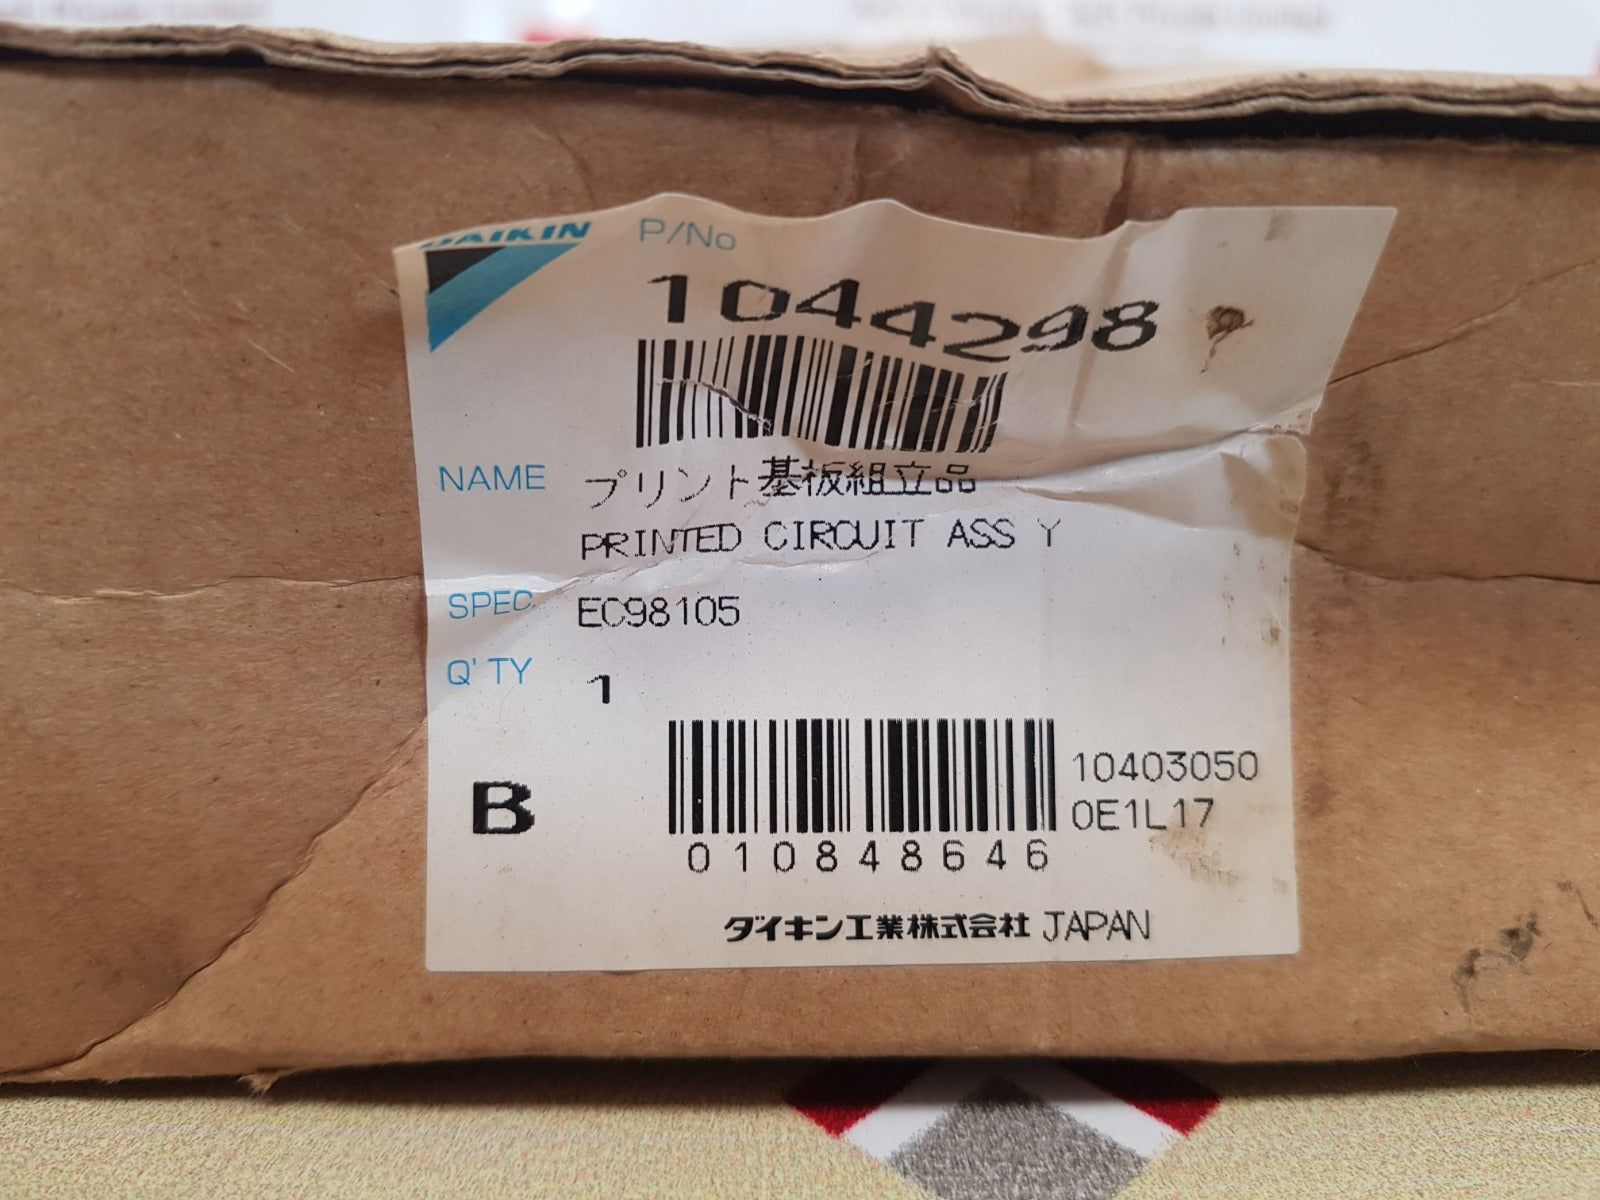 DAIKIN P/No
1044298
NAME プリント基板組立品
PRINTED CIRCUIT ASS Y
SPEC. EC98105
Q'TY 1
B
10403050
0E1L17
010848646
ダイキン工業株式会社 JAPAN